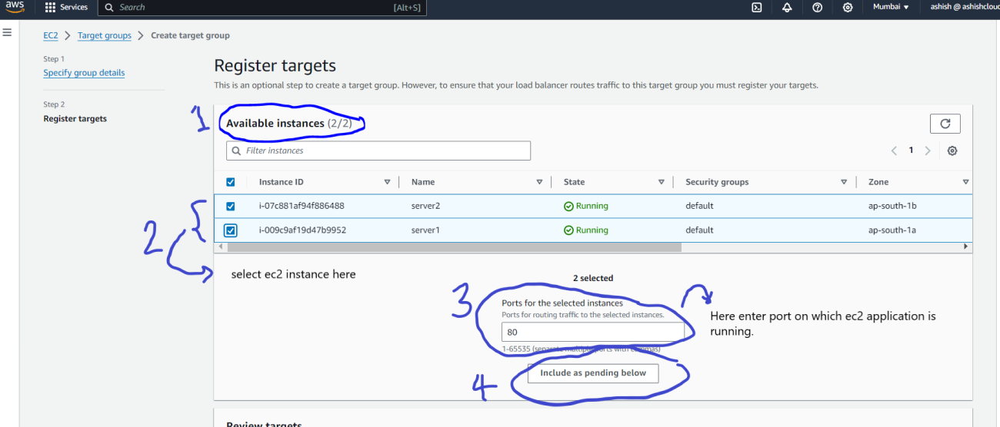 aws Services Search [Alt+S] Mumbai ▼ ashish @ ashishclou
EC2 > Target groups > Create target group
Step 1
Specify group details
Step 2
Register targets
Register targets
This is an optional step to create a target group. However, to ensure that your load balancer routes traffic to this target group you must register your targets.
1
Available instances (2/2)
Filter instances
< 1 >
Instance ID Name State Security groups Zone
i-07c881af94f886488 server2 Running default ap-south-1b
i-009c9af19d47b9952 server1 Running default ap-south-1a
2
select ec2 instance here
2 selected
3
Ports for the selected instances
Ports for routing traffic to the selected instances.
80
1-65535 (separate multiple ports with commas)
Here enter port on which ec2 application is
running.
4
Include as pending below
Review targets